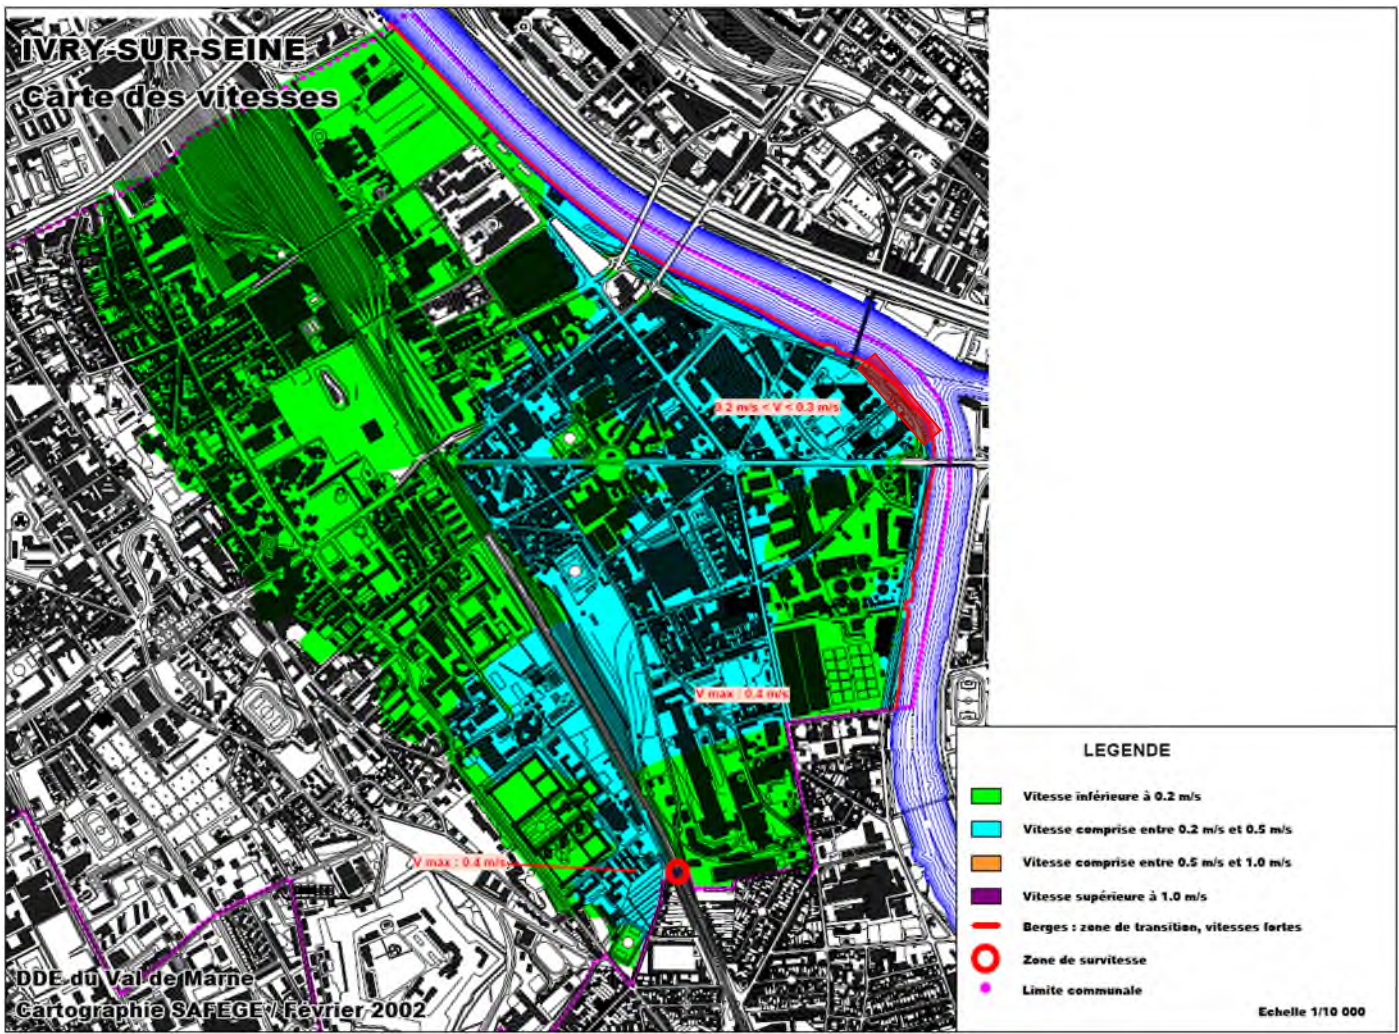 IVRY-SUR-SEINE
Carte des vitesses
0.2 m/s < V < 0.3 m/s
V max : 0.4 m/s
V max : 0.4 m/s
LEGENDE
Vitesse inférieure à 0.2 m/s
Vitesse comprise entre 0.2 m/s et 0.5 m/s
Vitesse comprise entre 0.5 m/s et 1.0 m/s
Vitesse supérieure à 1.0 m/s
Berges : zone de transition, vitesses fortes
Zone de survitesse
Limite communale
Echelle 1/10 000
DDE du Val de Marne
Cartographie SAFEGE / Février 2002